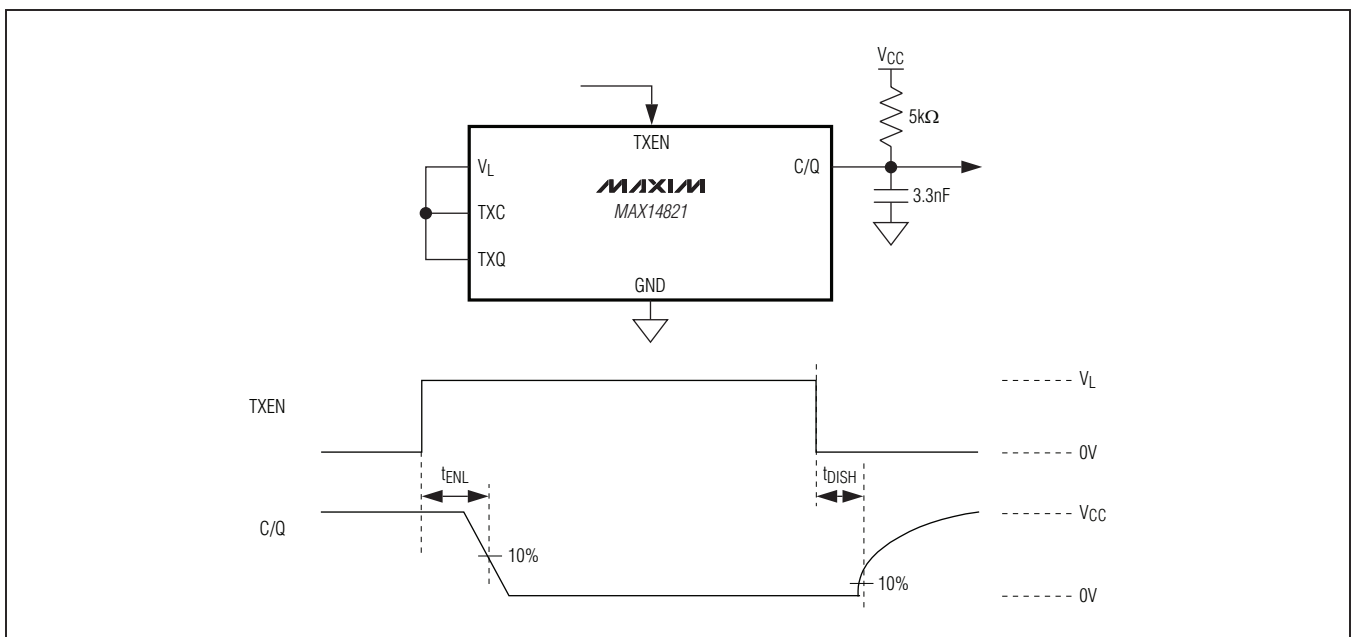 VCC
5kΩ
TXEN
VL
C/Q
MAXIM
3.3nF
TXC
MAX14821
TXQ
GND
VL
TXEN
0V
tENL
tDISH
VCC
C/Q
10%
10%
0V